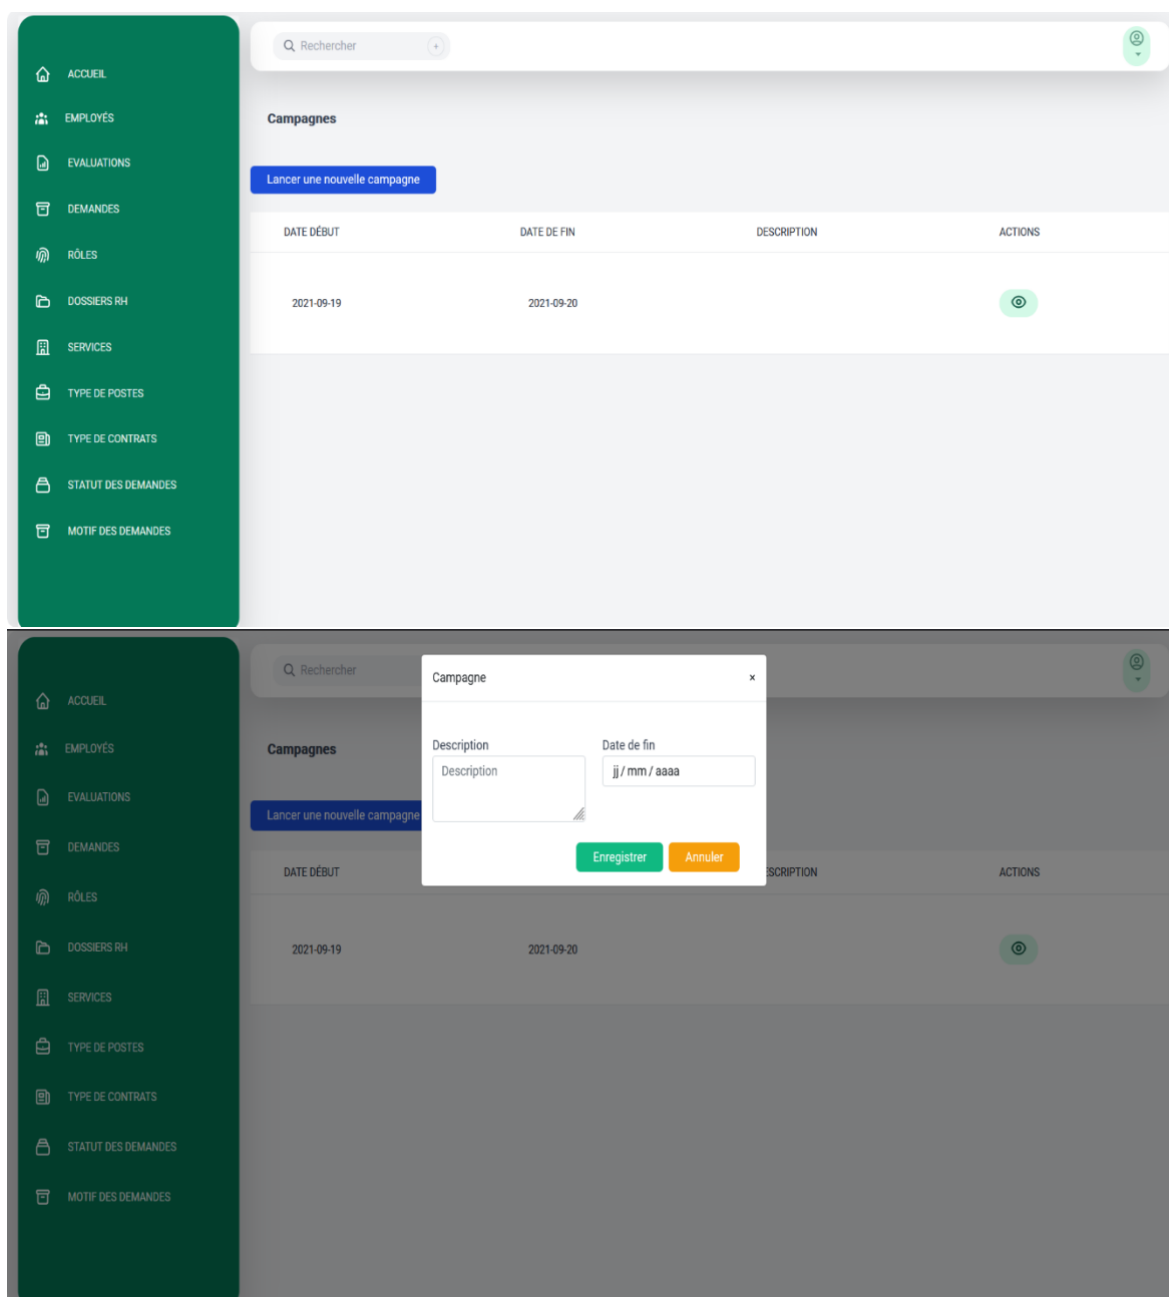 Rechercher
ACCUEIL
EMPLOYÉS
Campagnes
EVALUATIONS
Lancer une nouvelle campagne
DEMANDES
DATE DÉBUT DATE DE FIN DESCRIPTION ACTIONS
RÔLES
DOSSIERS RH
2021-09-19 2021-09-20
SERVICES
TYPE DE POSTES
TYPE DE CONTRATS
STATUT DES DEMANDES
MOTIF DES DEMANDES
Rechercher
Campagne ×
ACCUEIL
EMPLOYÉS
Campagnes
Description Date de fin
Description jj / mm / aaaa
EVALUATIONS
Lancer une nouvelle campagne
DEMANDES
Enregistrer Annuler
DATE DÉBUT ESCRIPTION ACTIONS
RÔLES
DOSSIERS RH
2021-09-19 2021-09-20
SERVICES
TYPE DE POSTES
TYPE DE CONTRATS
STATUT DES DEMANDES
MOTIF DES DEMANDES